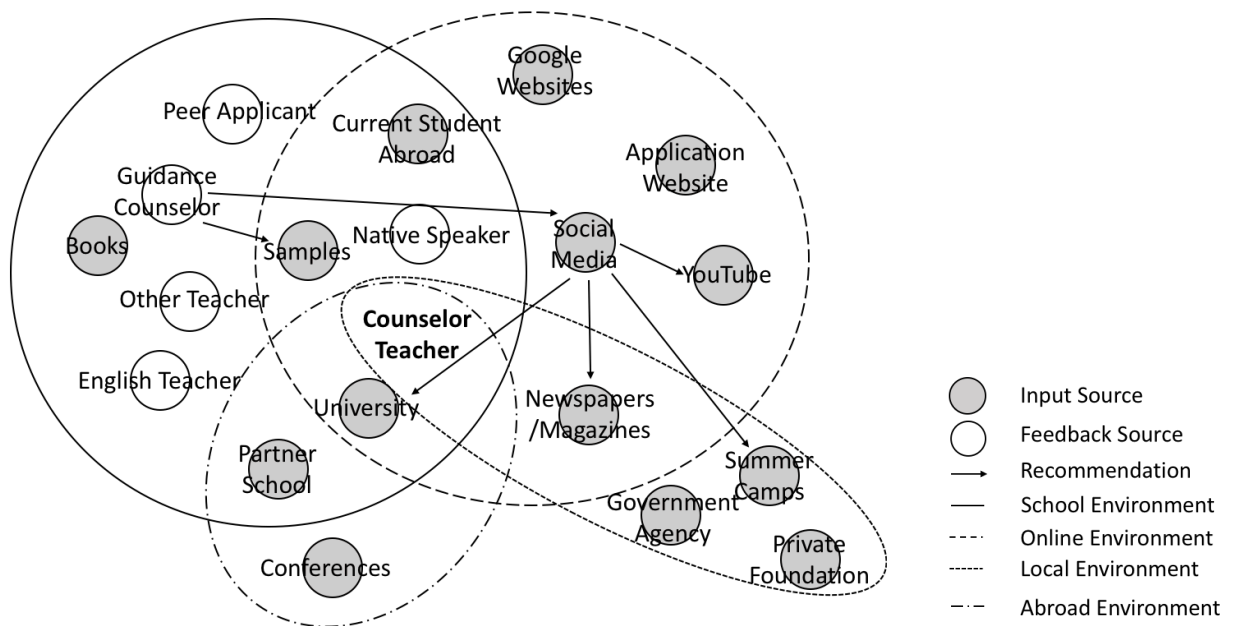 Google
Websites
Peer Applicant
Current Student
Abroad
Application
Website
Guidance
Counselor
Books
Samples
Native Speaker
Social
Media
YouTube
Other Teacher
Counselor
Teacher
English Teacher
University
Newspapers
/Magazines
Partner
School
Summer
Camps
Government
Agency
Private
Foundation
Conferences
Input Source
Feedback Source
Recommendation
School Environment
Online Environment
Local Environment
Abroad Environment